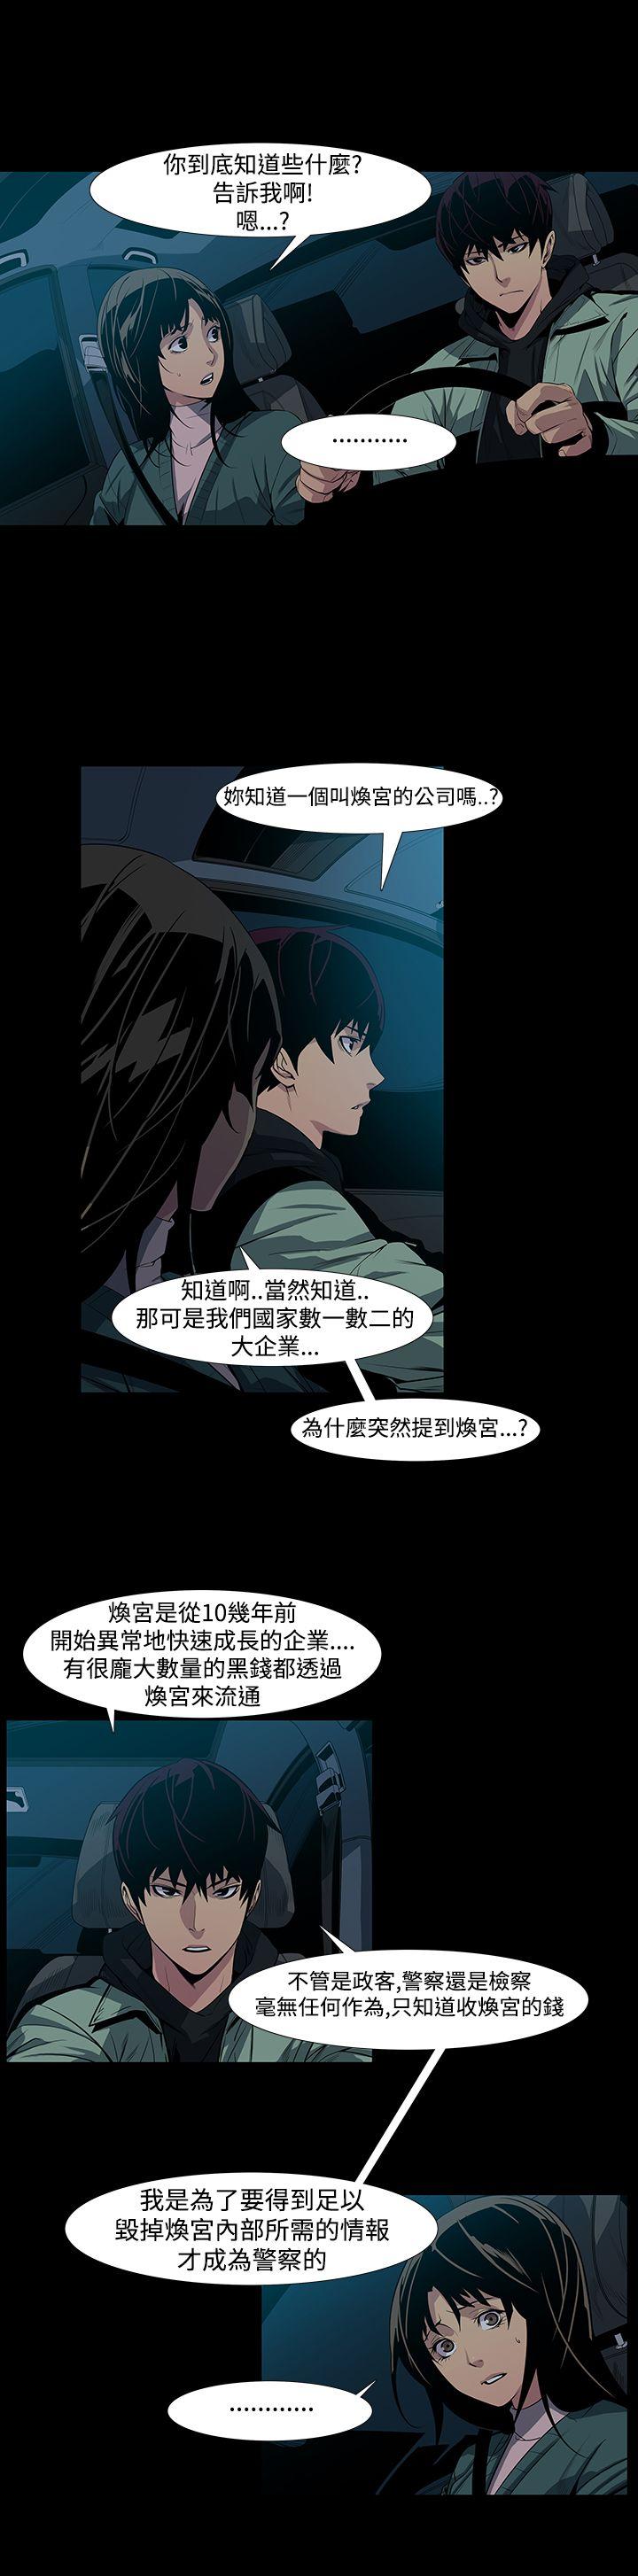 你到底知道些什麼?
告訴我啊!
嗯...?
...........
妳知道一個叫煥宮的公司嗎..?
知道啊..當然知道..
那可是我們國家數一數二的
大企業...
為什麼突然提到煥宮...?
煥宮是從10幾年前
開始異常地快速成長的企業....
有很龐大數量的黑錢都透過
煥宮來流通
不管是政客,警察還是檢察
毫無任何作為,只知道收煥宮的錢
我是為了要得到足以
毀掉煥宮內部所需的情報
才成為警察的
............